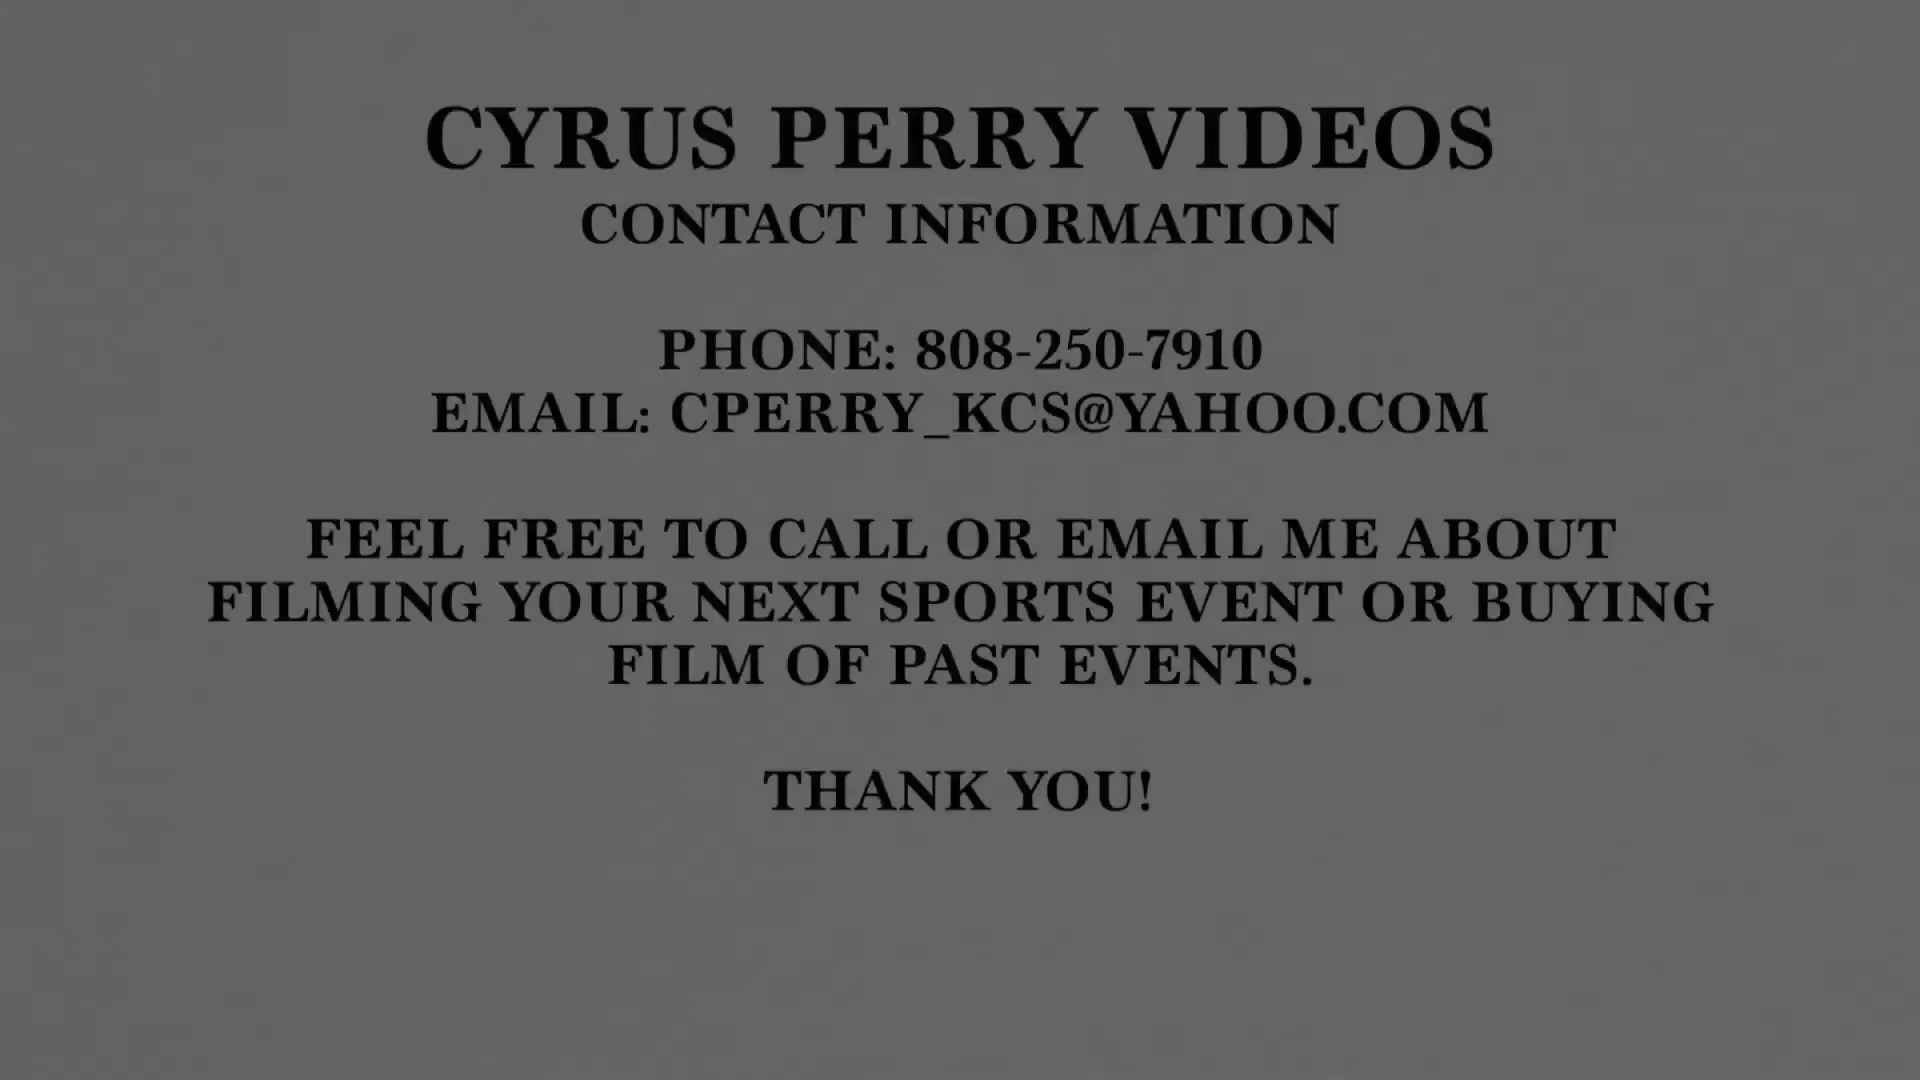 CYRUS PERRY VIDEOS
CONTACT INFORMATION
PHONE: 808-250-7910
EMAIL: CPERRY_KCS@YAHOO.COM
FEEL FREE TO CALL OR EMAIL ME ABOUT
FILMING YOUR NEXT SPORTS EVENT OR BUYING
FILM OF PAST EVENTS.
THANK YOU!